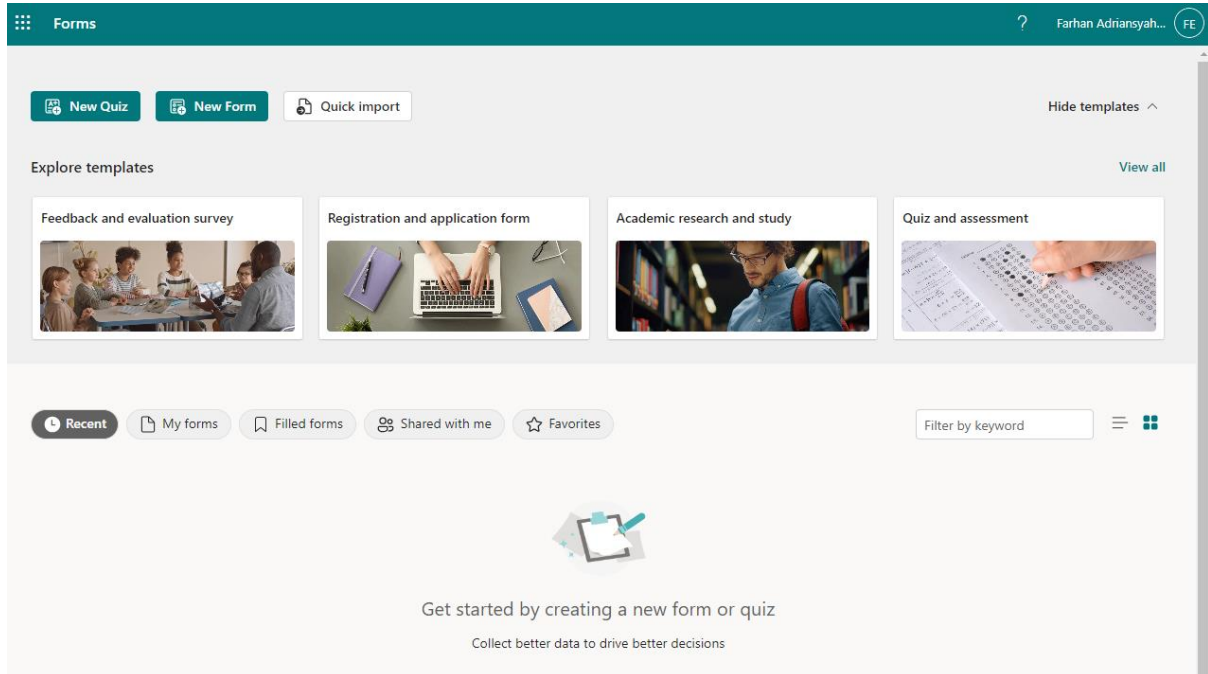 Forms
?
Farhan Adriansyah...
FE
New Quiz
New Form
Quick import
Hide templates
Explore templates
View all
Feedback and evaluation survey
Registration and application form
Academic research and study
Quiz and assessment
Recent
My forms
Filled forms
Shared with me
Favorites
Filter by keyword
Get started by creating a new form or quiz
Collect better data to drive better decisions